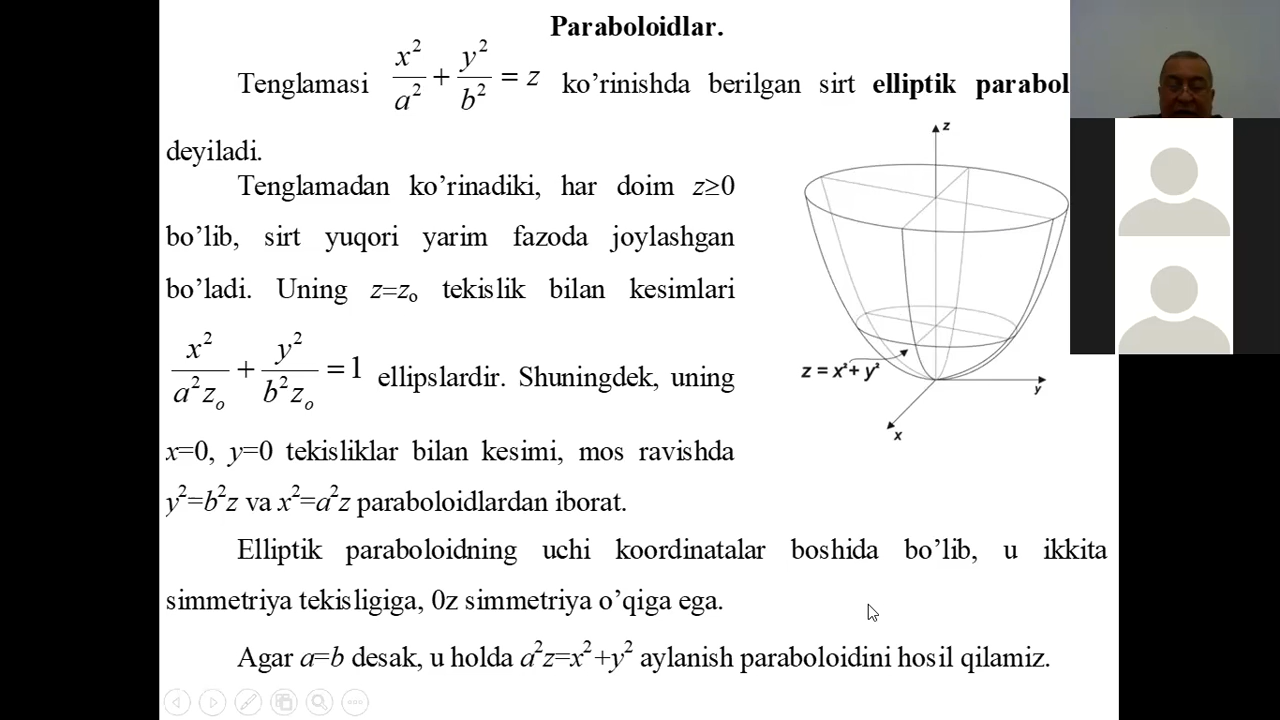 Paraboloidlar.
Tenglamasi x²/a² + y²/b² = z ko’rinishda berilgan sirt elliptik parabol
deyiladi.
Tenglamadan ko’rinadiki, har doim z≥0
bo’lib, sirt yuqori yarim fazoda joylashgan
bo’ladi. Uning z=zₒ tekislik bilan kesimlari
x²/a²zₒ + y²/b²zₒ = 1 ellipslardir. Shuningdek, uning
x=0, y=0 tekisliklar bilan kesimi, mos ravishda
y²=b²z va x²=a²z paraboloidlardan iborat.
z
z = x²+ y²
y
x
Elliptik paraboloidning uchi koordinatalar boshida bo’lib, u ikkita
simmetriya tekisligiga, 0z simmetriya o’qiga ega.
Agar a=b desak, u holda a²z=x²+y² aylanish paraboloidini hosil qilamiz.